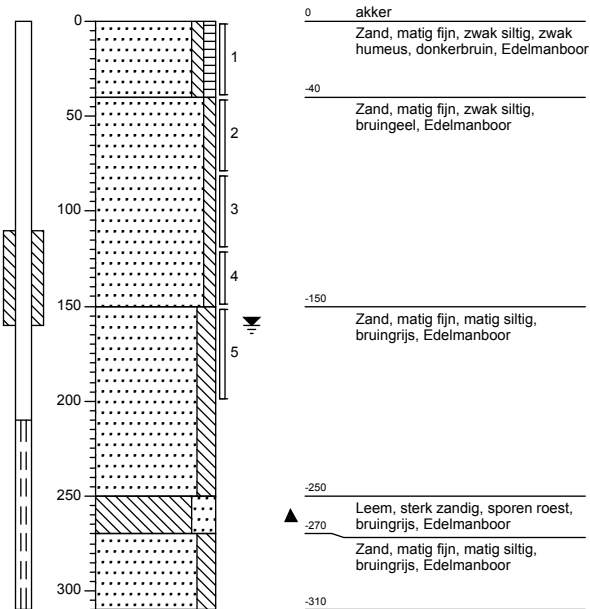 0
50
100
150
200
250
300
1
2
3
4
5
0
akker
Zand, matig fijn, zwak siltig, zwak
humeus, donkerbruin, Edelmanboor
-40
Zand, matig fijn, zwak siltig,
bruingeel, Edelmanboor
-150
Zand, matig fijn, matig siltig,
bruingrijs, Edelmanboor
-250
Leem, sterk zandig, sporen roest,
bruingrijs, Edelmanboor
-270
Zand, matig fijn, matig siltig,
bruingrijs, Edelmanboor
-310